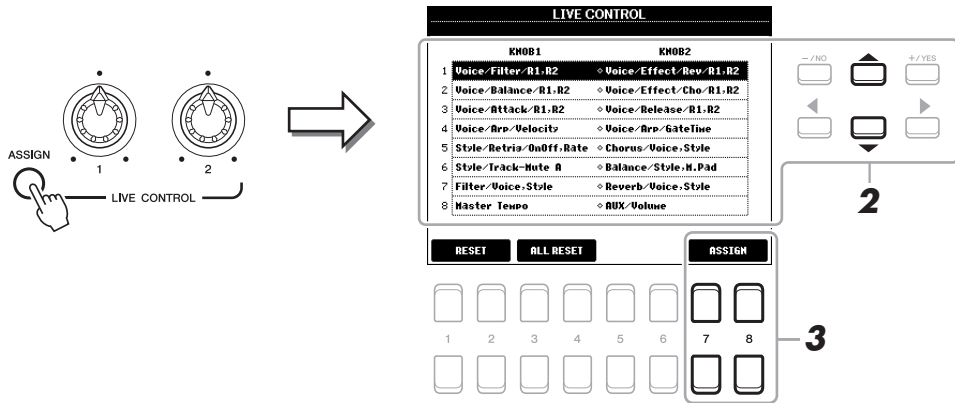 ASSIGN
1
2
LIVE CONTROL
LIVE CONTROL
KNOB1 KNOB2
1 Voice/Filter/R1,R2 ◇Voice/Effect/Rev/R1,R2
2 Voice/Balance/R1,R2 ◇Voice/Effect/Cho/R1,R2
3 Voice/Attack/R1,R2 ◇Voice/Release/R1,R2
4 Voice/Arp/Velocity ◇Voice/Arp/GateTime
5 Style/Retrig/OnOff,Rate ◇Chorus/Voice,Style
6 Style/Track-Mute A ◇Balance/Style,M.Pad
7 Filter/Voice,Style ◇Reverb/Voice,Style
8 Master Tempo ◇AUX/Volume
RESET ALL RESET ASSIGN
– / NO + / YES
2
1 2 3 4 5 6 7 8
3